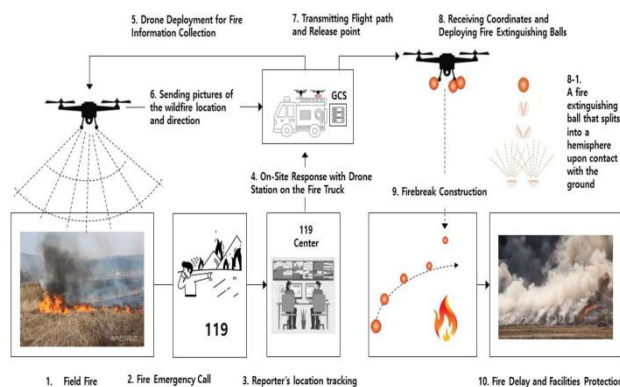 5. Drone Deployment for Fire
Information Collection
7. Transmitting Flight path
and Release point
8. Receiving Coordinates and
Deploying Fire Extinguishing Balls
6. Sending pictures of
the wildfire location
and direction
GCS
8-1.
A fire
extinguishing
ball that splits
into a
hemisphere
upon contact
with the
ground
4. On-Site Response with Drone
Station on the Fire Truck
9. Firebreak Construction
119
Center
119
1. Field Fire
2. Fire Emergency Call
3. Reporter's location tracking
10. Fire Delay and Facilities Protection